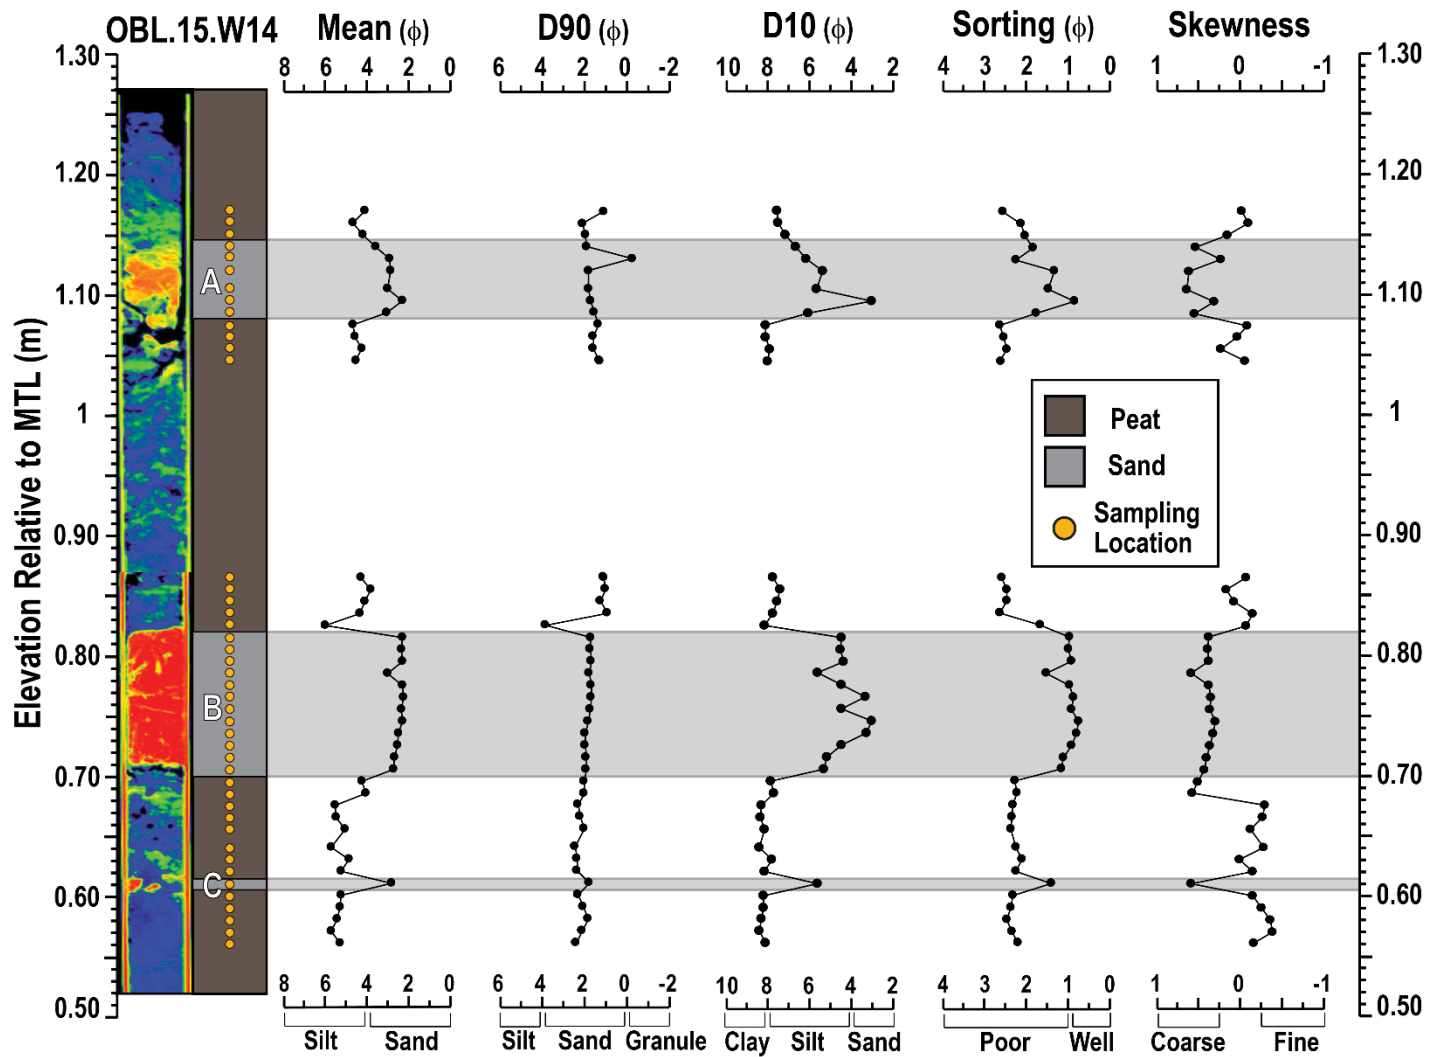 OBL.15.W14 Mean (ϕ) D90 (ϕ) D10 (ϕ) Sorting (ϕ) Skewness
8 6 4 2 0 6 4 2 0 -2 10 8 6 4 2 4 3 2 1 0 1 0 -1
1.30 1.30
1.20 1.20
A
1.10 1.10
1 1
0.90 0.90
0.80 0.80
B
0.70 0.70
C
0.60 0.60
0.50 0.50
Elevation Relative to MTL (m)
Peat
Sand
Sampling
Location
8 6 4 2 0 6 4 2 0 -2 10 8 6 4 2 4 3 2 1 0 1 0 -1
Silt Sand Silt Sand Granule Clay Silt Sand Poor Well Coarse Fine